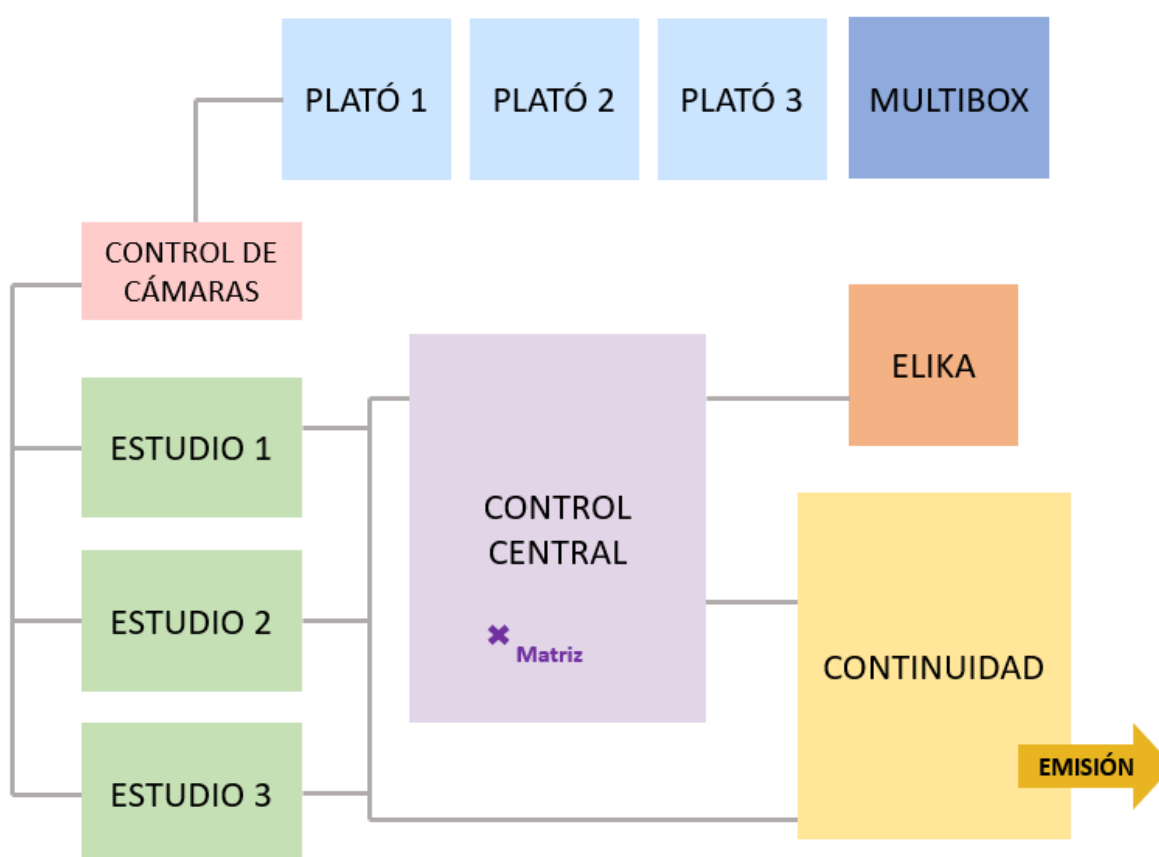 PLATÓ 1
PLATÓ 2
PLATÓ 3
MULTIBOX
CONTROL DE
CÁMARAS
ELIKA
ESTUDIO 1
CONTROL
CENTRAL
ESTUDIO 2
Matriz
CONTINUIDAD
EMISIÓN
ESTUDIO 3